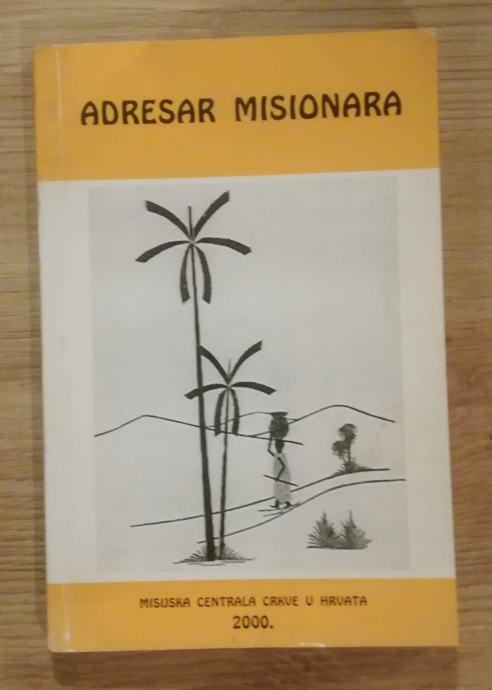 ADRESAR MISIONARA
MISIJSKA CENTRALA CRKVE U HRVATA
2000.